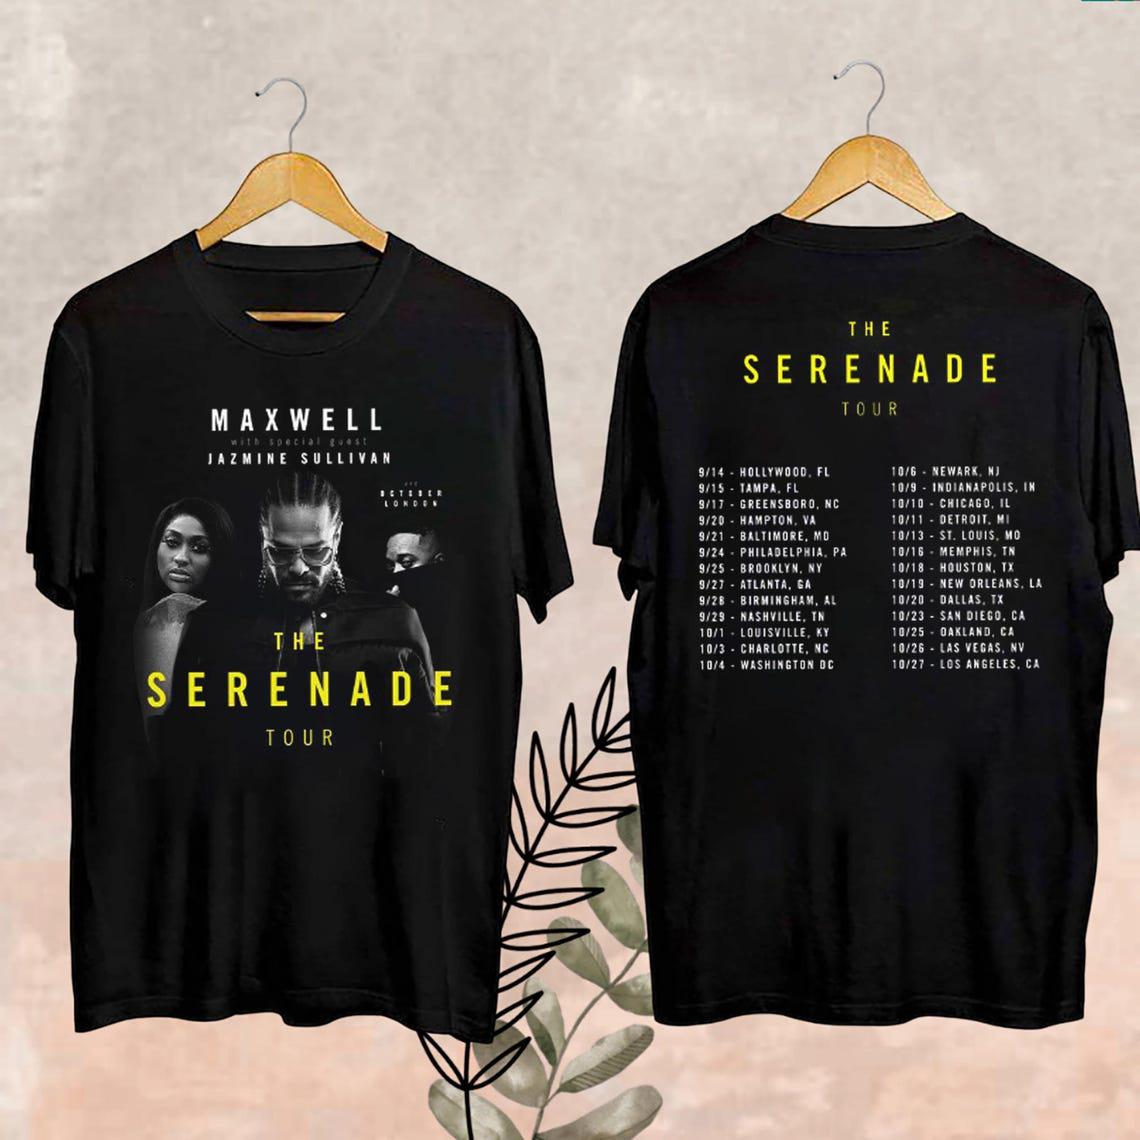 MAXWELL
with special guest
JAZMINE SULLIVAN
AND
OCTOBER
LONDON
THE
SERENADE
TOUR
THE
SERENADE
TOUR
9/14 - HOLLYWOOD, FL
9/15 - TAMPA, FL
9/17 - GREENSBORO, NC
9/20 - HAMPTON, VA
9/21 - BALTIMORE, MD
9/24 - PHILADELPHIA, PA
9/25 - BROOKLYN, NY
9/27 - ATLANTA, GA
9/28 - BIRMINGHAM, AL
9/29 - NASHVILLE, TN
10/1 - LOUISVILLE, KY
10/3 - CHARLOTTE, NC
10/4 - WASHINGTON DC
10/6 - NEWARK, NJ
10/9 - INDIANAPOLIS, IN
10/10 - CHICAGO, IL
10/11 - DETROIT, MI
10/13 - ST. LOUIS, MO
10/16 - MEMPHIS, TN
10/18 - HOUSTON, TX
10/19 - NEW ORLEANS, LA
10/20 - DALLAS, TX
10/23 - SAN DIEGO, CA
10/25 - OAKLAND, CA
10/26 - LAS VEGAS, NV
10/27 - LOS ANGELES, CA